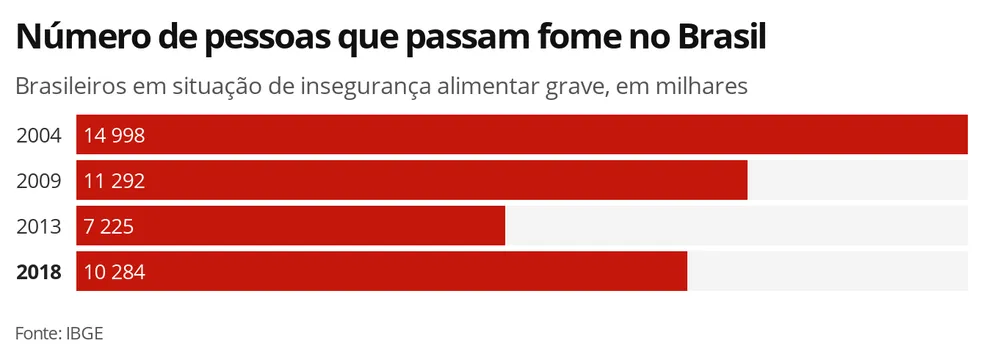 Número de pessoas que passam fome no Brasil
Brasileiros em situação de insegurança alimentar grave, em milhares
2004 14 998
2009 11 292
2013 7 225
2018 10 284
Fonte: IBGE